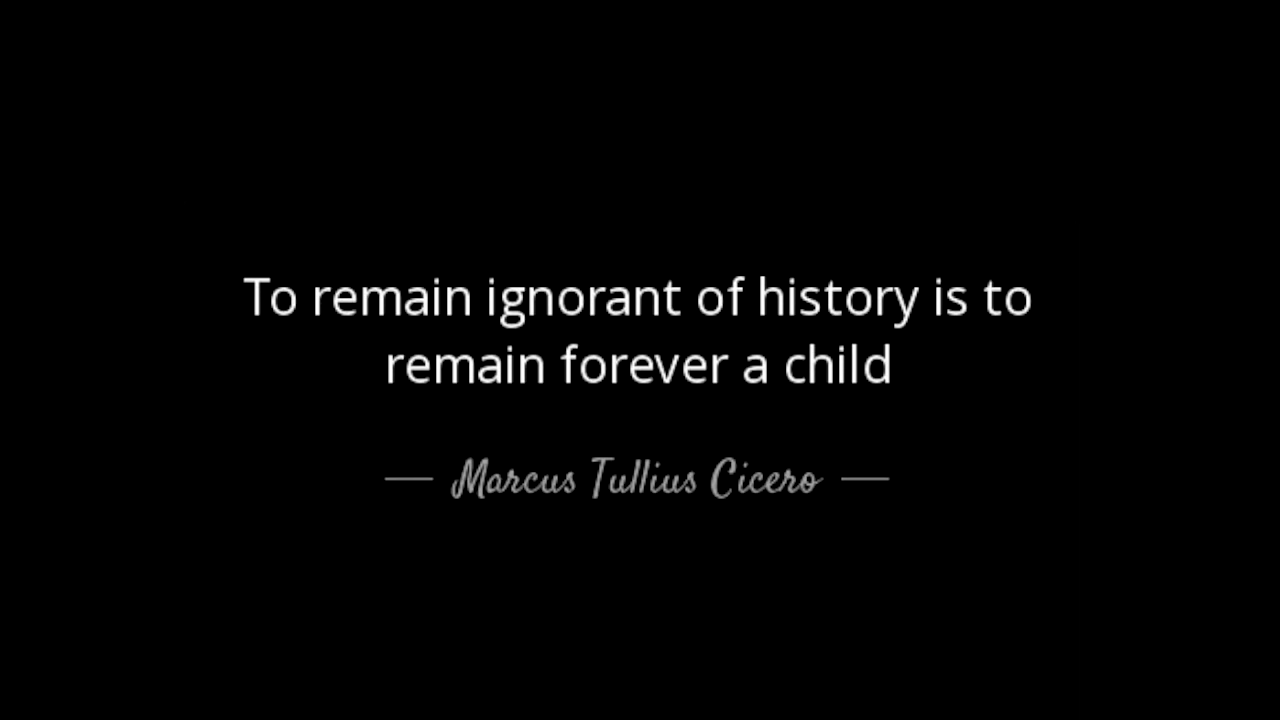 To remain ignorant of history is to
remain forever a child
— Marcus Tullius Cicero —